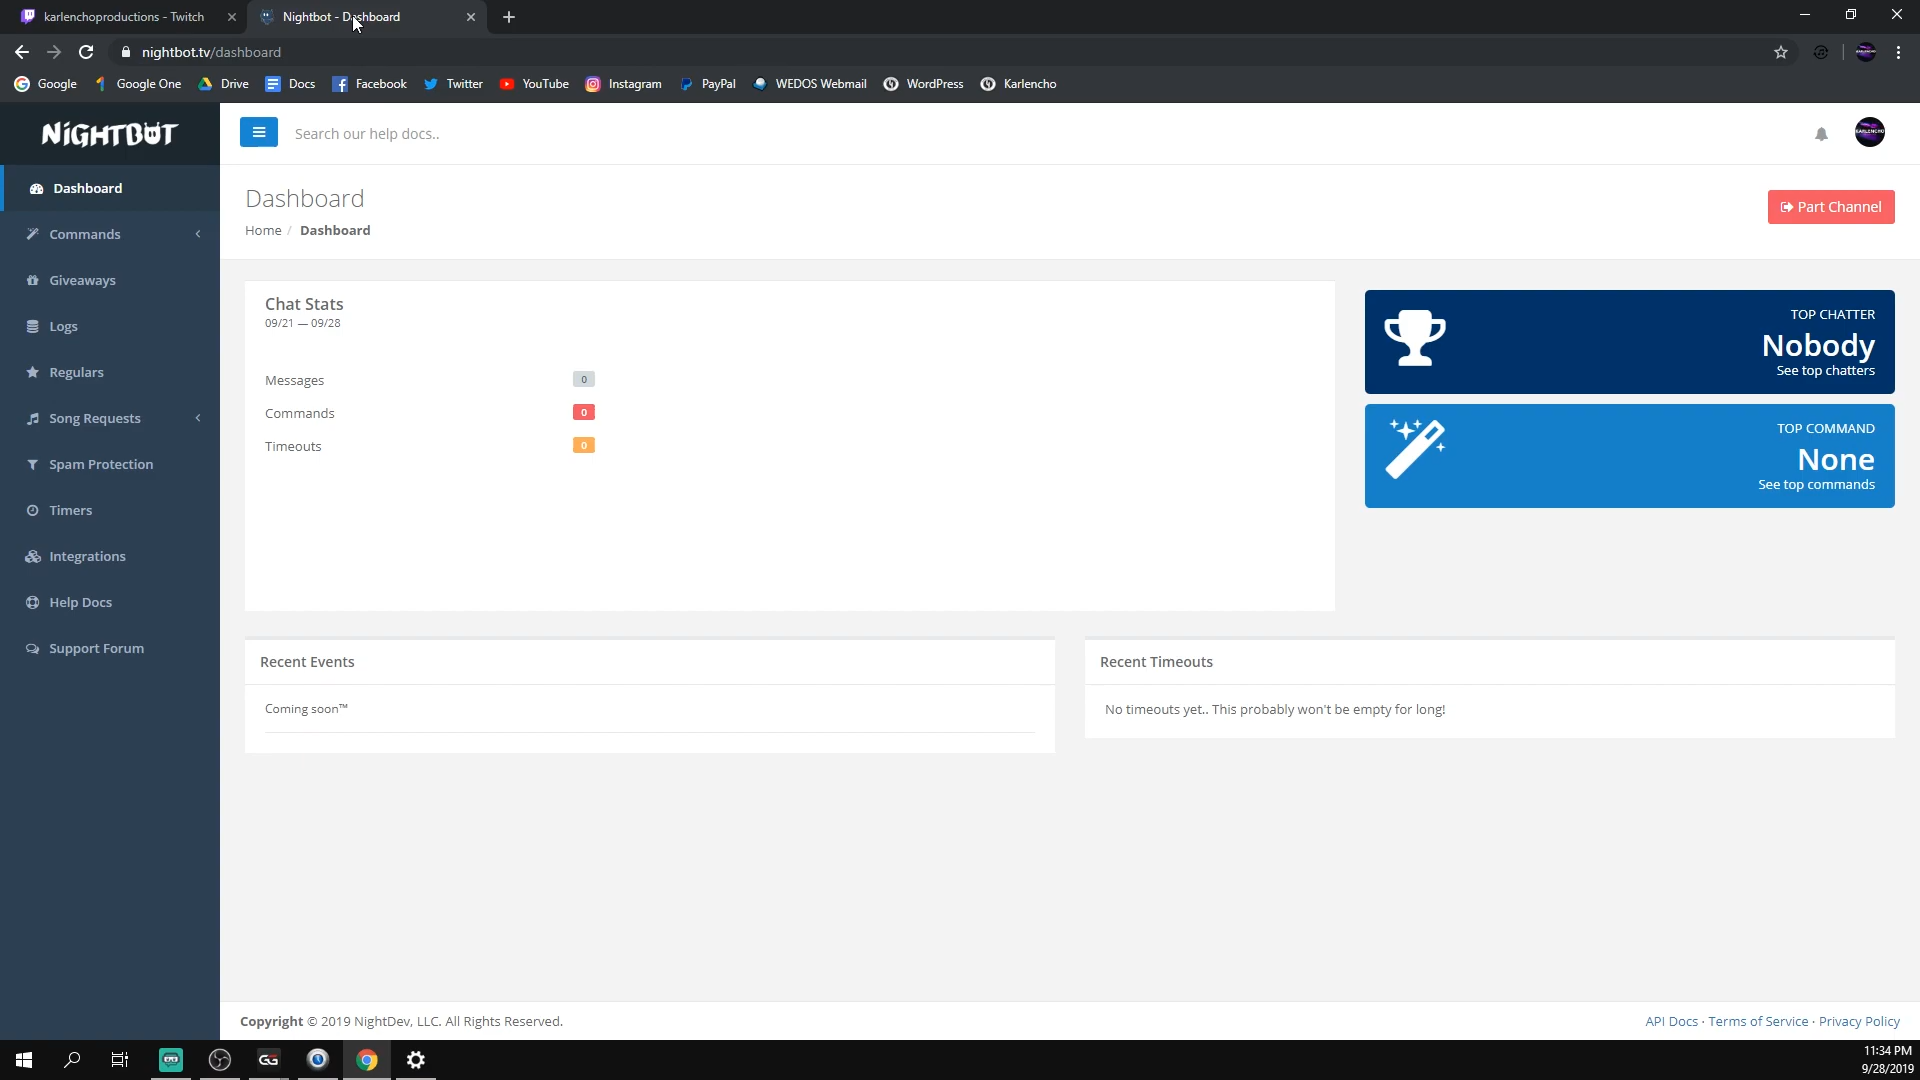 karlenchoproductions - Twitch
Nightbot - Dashboard
nightbot.tv/dashboard
Google
Google One
Drive
Docs
Facebook
Twitter
YouTube
Instagram
PayPal
WEDOS Webmail
WordPress
Karlencho
NiGHTBOT
Search our help docs..
Dashboard
Commands
Giveaways
Logs
Regulars
Song Requests
Spam Protection
Timers
Integrations
Help Docs
Support Forum
Dashboard
Home / Dashboard
Part Channel
Chat Stats
09/21 — 09/28
Messages 0
Commands 0
Timeouts 0
TOP CHATTER
Nobody
See top chatters
TOP COMMAND
None
See top commands
Recent Events
Coming soon™
Recent Timeouts
No timeouts yet.. This probably won't be empty for long!
Copyright © 2019 NightDev, LLC. All Rights Reserved.
API Docs · Terms of Service · Privacy Policy
11:34 PM
9/28/2019